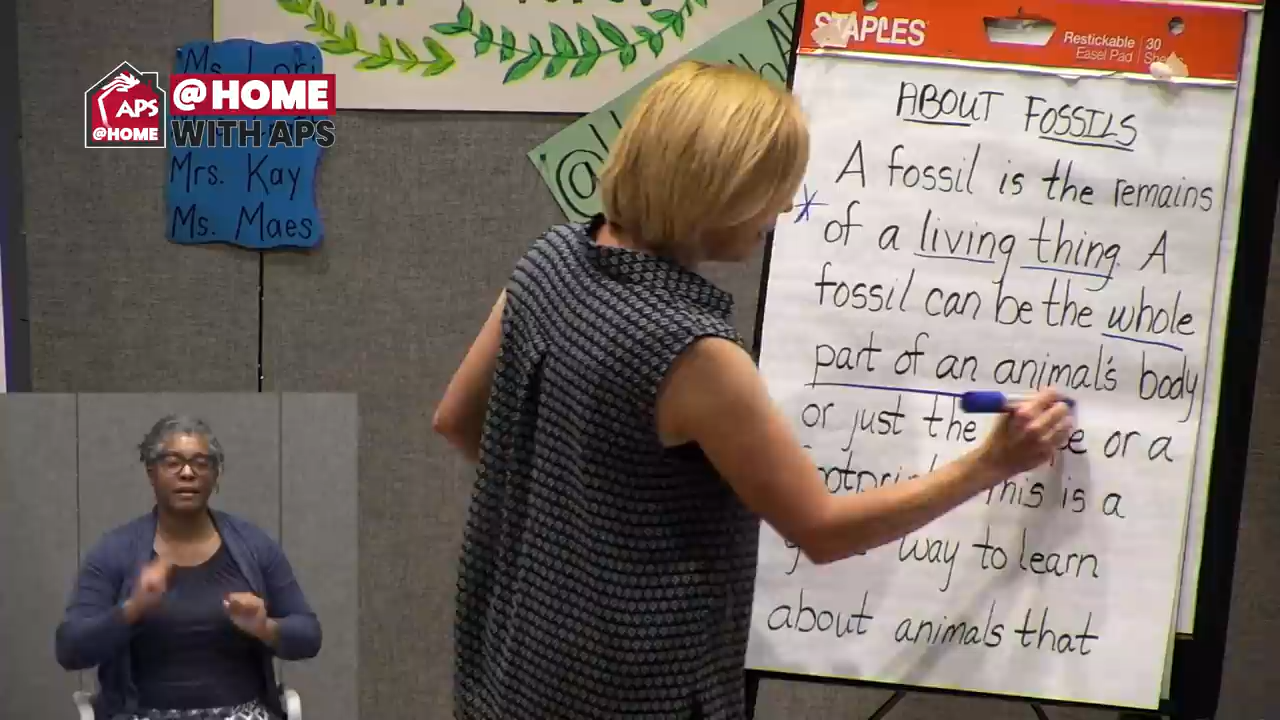 Ms. Lori
Mrs. Kay
Ms. Maes
APS
@HOME
@HOME
WITH APS
STAPLES
Restickable
Easel Pad
30
ABOUT FOSSILS
A fossil is the remains
of a living thing. A
fossil can be the whole
part of an animal's body
or just the or a
This is a
way to learn
about animals that